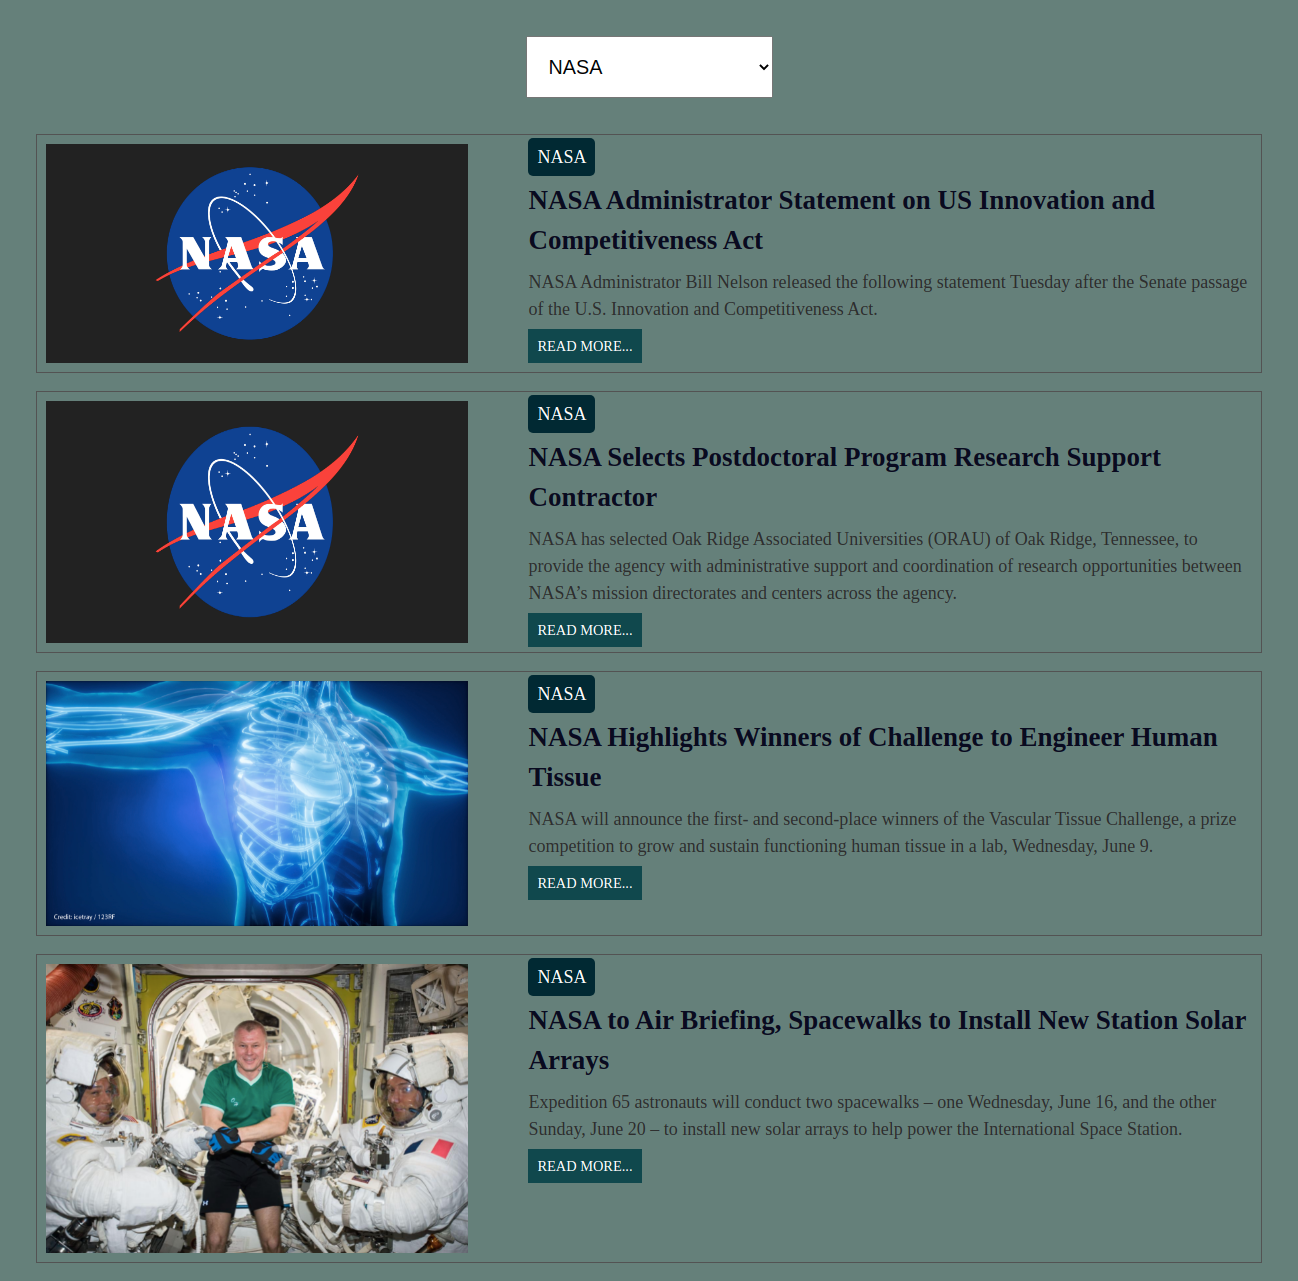 NASA
NASA
NASA
NASA Administrator Statement on US Innovation and
Competitiveness Act
NASA Administrator Bill Nelson released the following statement Tuesday after the Senate passage
of the U.S. Innovation and Competitiveness Act.
READ MORE...
NASA
NASA
NASA Selects Postdoctoral Program Research Support
Contractor
NASA has selected Oak Ridge Associated Universities (ORAU) of Oak Ridge, Tennessee, to
provide the agency with administrative support and coordination of research opportunities between
NASA’s mission directorates and centers across the agency.
READ MORE...
Credit: icetray / 123RF
NASA
NASA Highlights Winners of Challenge to Engineer Human
Tissue
NASA will announce the first- and second-place winners of the Vascular Tissue Challenge, a prize
competition to grow and sustain functioning human tissue in a lab, Wednesday, June 9.
READ MORE...
NASA
NASA to Air Briefing, Spacewalks to Install New Station Solar
Arrays
Expedition 65 astronauts will conduct two spacewalks – one Wednesday, June 16, and the other
Sunday, June 20 – to install new solar arrays to help power the International Space Station.
READ MORE...